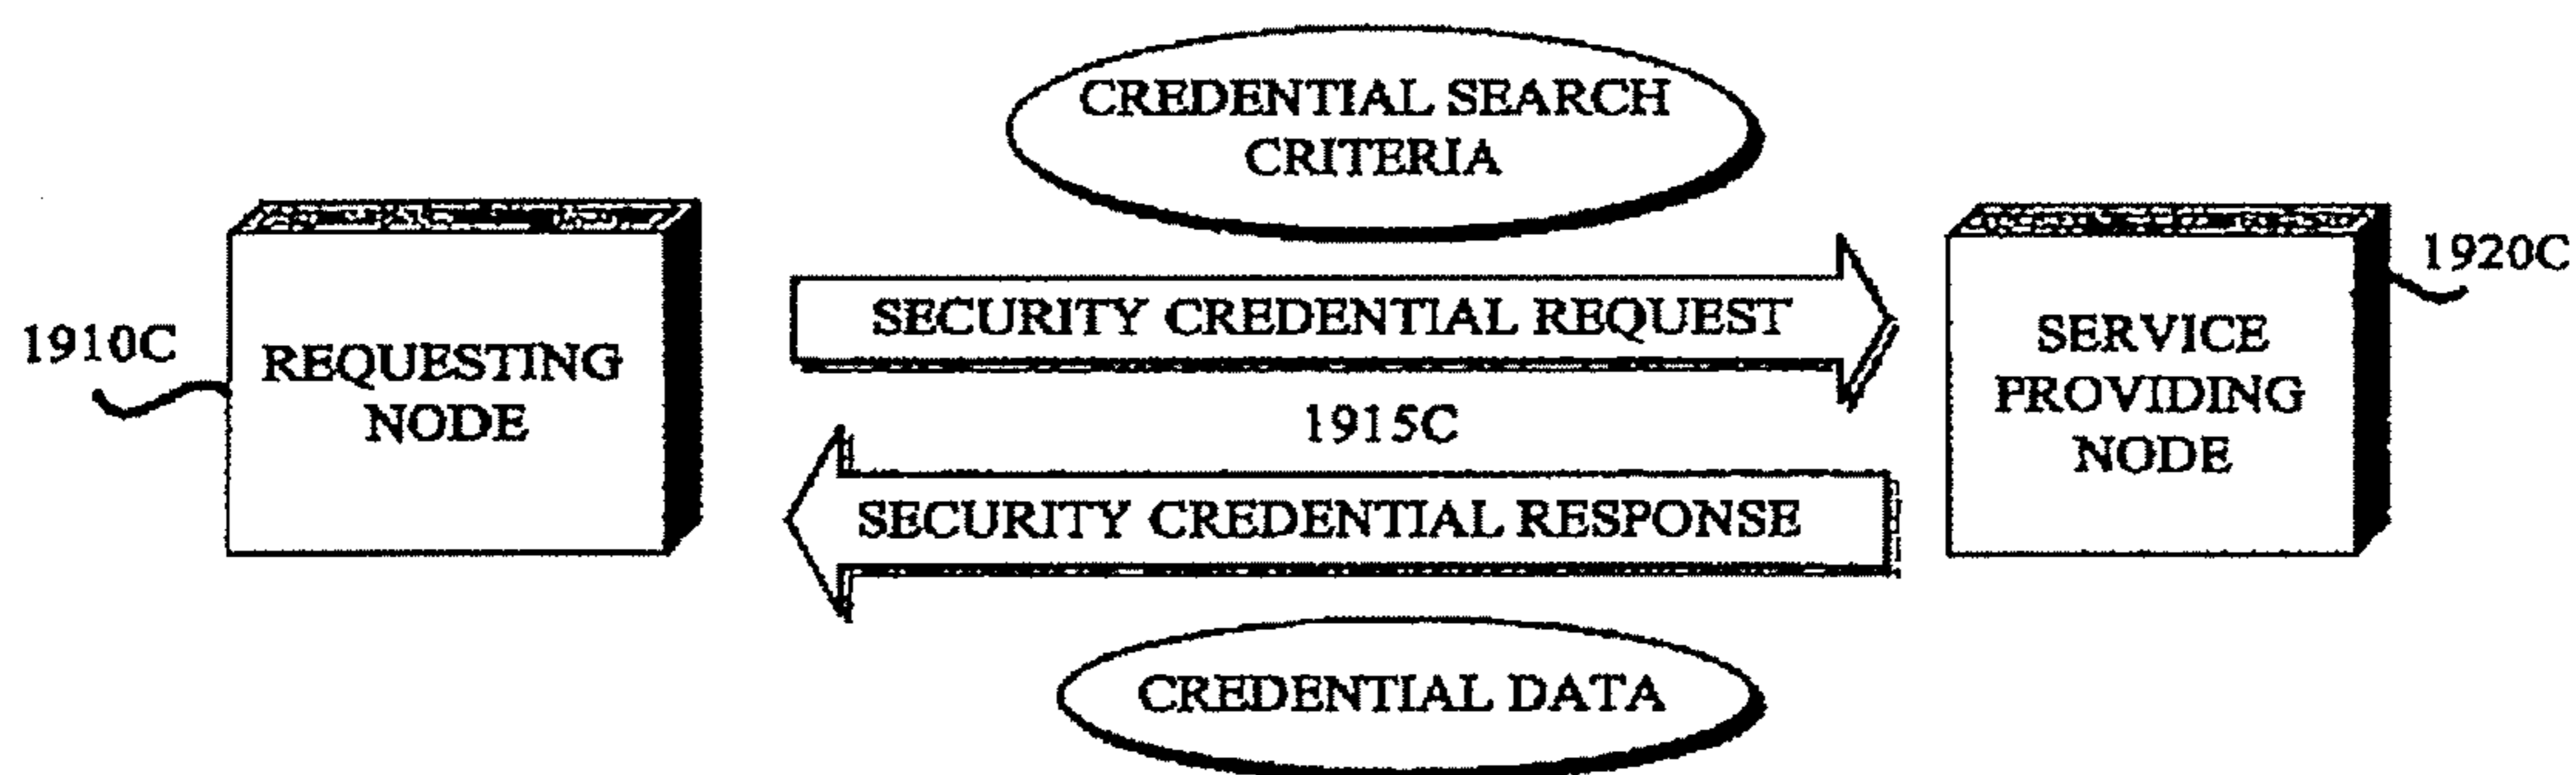 CREDENTIAL SEARCH
CRITERIA
1910C
REQUESTING
NODE
SECURITY CREDENTIAL REQUEST
1915C
SECURITY CREDENTIAL RESPONSE
SERVICE
PROVIDING
NODE
1920C
CREDENTIAL DATA